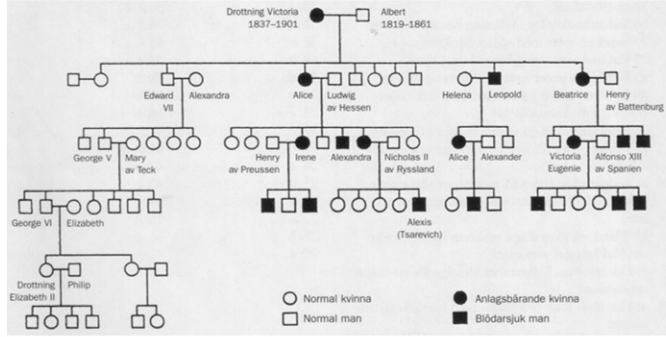 Drottning Victoria
1837–1901
Albert
1819–1861
Edward
VII
Alexandra
Alice
Ludwig
av Hessen
Helena
Leopold
Beatrice
Henry
av Battenburg
George V
Mary
av Teck
Henry
av Preussen
Irene
Alexandra
Nicholas II
av Ryssland
Alice
Alexander
Victoria
Eugenie
Alfonso XIII
av Spanien
George VI
Elizabeth
Alexis
(Tsarevich)
Drottning
Elizabeth II
Philip
Normal kvinna
Anlagsbärande kvinna
Normal man
Blödarsjuk man